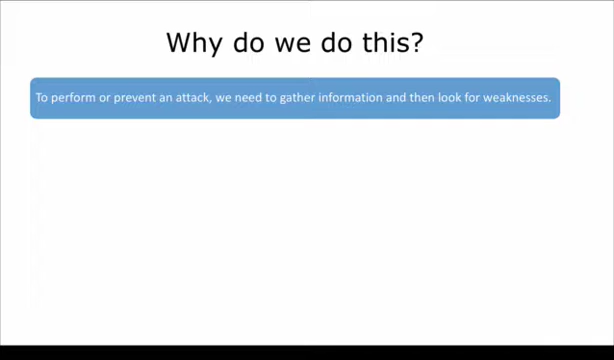 Why do we do this?
To perform or prevent an attack, we need to gather information and then look for weaknesses.